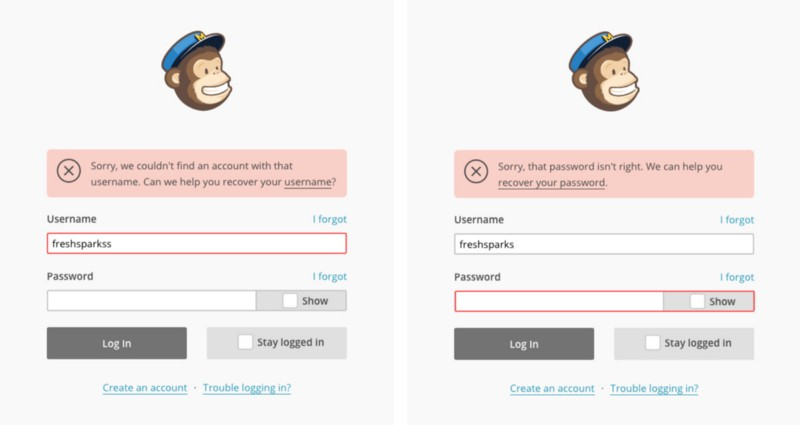 Sorry, we couldn't find an account with that
username. Can we help you recover your username?
Username I forgot
freshsparkss
Password I forgot
Show
Log In Stay logged in
Create an account · Trouble logging in?
Sorry, that password isn't right. We can help you
recover your password.
Username I forgot
freshsparks
Password I forgot
Show
Log In Stay logged in
Create an account · Trouble logging in?